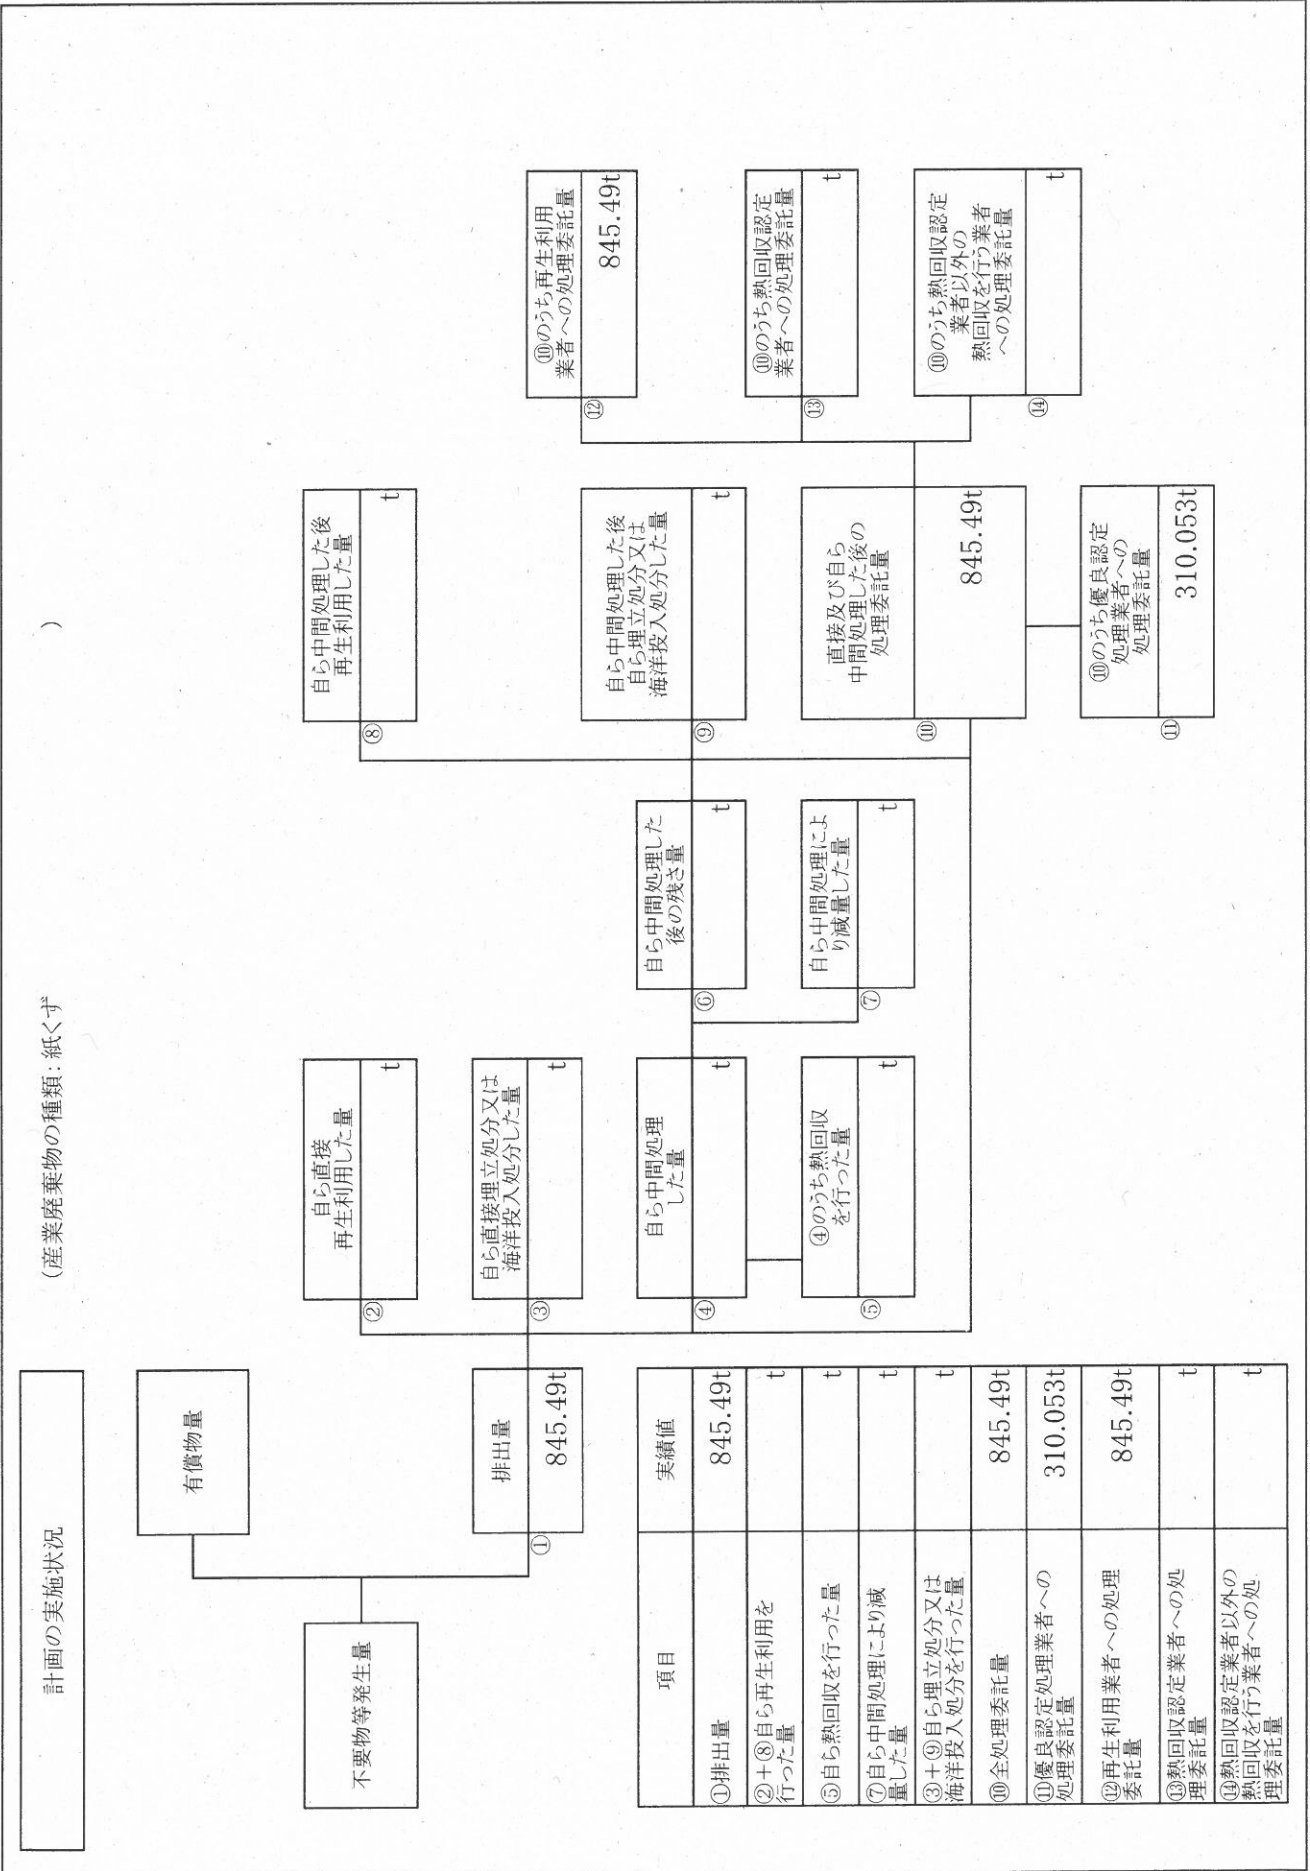 計画の実施状況
(産業廃棄物の種類：紙くず　　　)
不要物等発生量
有償物量
①
排出量
845.49t
②
自ら直接
再生利用した量
t
③
自ら直接埋立処分又は
海洋投入処分した量
t
④
自ら中間処理
した量
t
⑤
④のうち熱回収
を行った量
t
⑥
自ら中間処理した
後の残さ量
t
⑦
自ら中間処理によ
り減量した量
t
⑧
自ら中間処理した後
再生利用した量
t
⑨
自ら中間処理した後
自ら埋立処分又は
海洋投入処分した量
t
⑩
直接及び自ら
中間処理した後の
処理委託量
845.49t
⑪
⑩のうち優良認定
処理業者への
処理委託量
310.053t
⑫
⑩のうち再生利用
業者への処理委託量
845.49t
⑬
⑩のうち熱回収認定
業者への処理委託量
t
⑭
⑩のうち熱回収認定
業者以外の
熱回収を行う業者
への処理委託量
t
項目　実績値
①排出量　845.49t
②＋⑧自ら再生利用を
行った量　t
⑤自ら熱回収を行った量　t
⑦自ら中間処理により減
量した量　t
③＋⑨自ら埋立処分又は
海洋投入処分を行った量　t
⑩全処理委託量　845.49t
⑪優良認定処理業者への
処理委託量　310.053t
⑫再生利用業者への処理
委託量　845.49t
⑬熱回収認定業者への処
理委託量　t
⑭熱回収認定業者以外の
熱回収を行う業者への処
理委託量　t